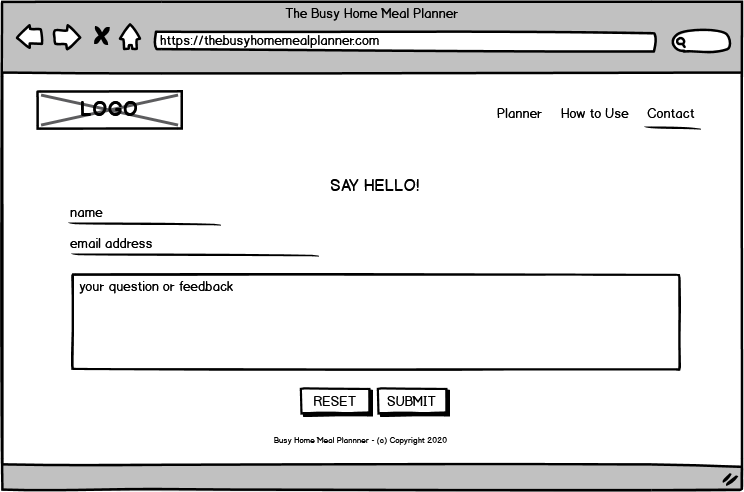 The Busy Home Meal Planner
https://thebusyhomemealplanner.com
LOGO
Planner How to Use Contact
SAY HELLO!
name
email address
your question or feedback
RESET SUBMIT
Busy Home Meal Plannner - (c) Copyright 2020